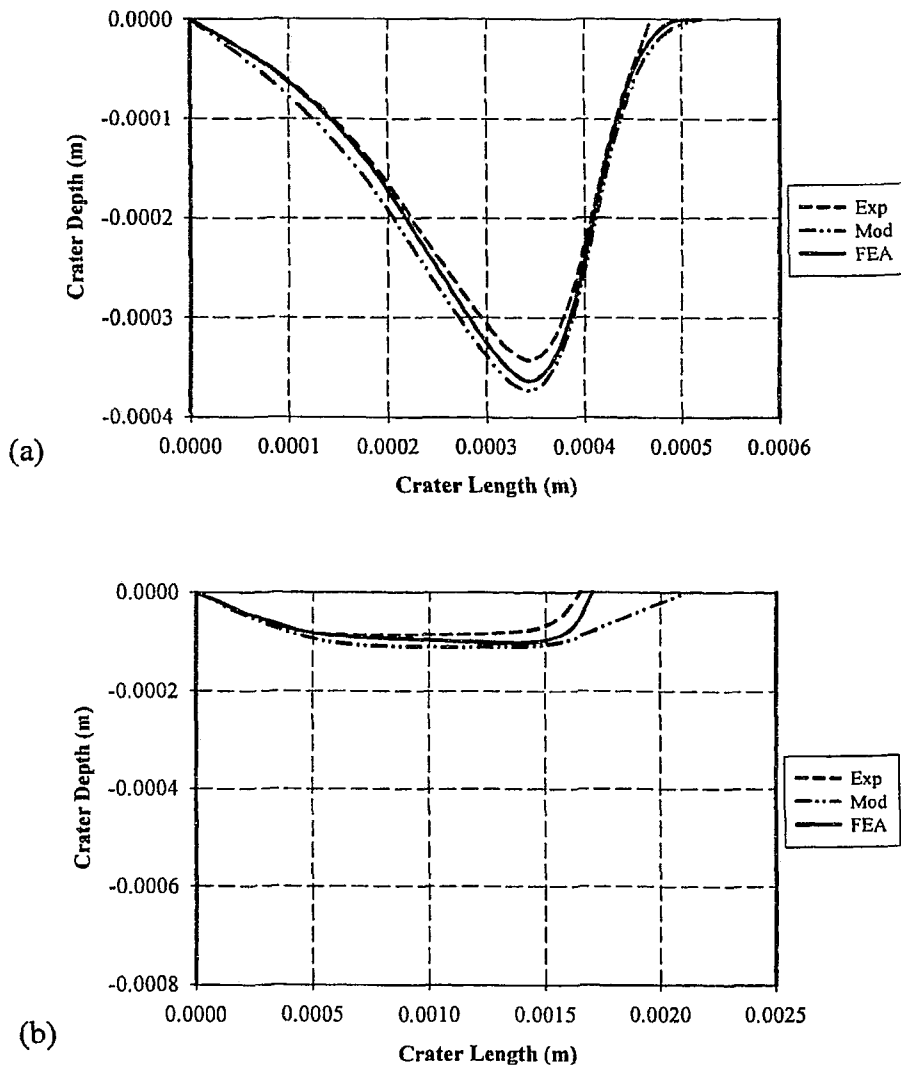 0.0000
-0.0001
-0.0002
-0.0003
-0.0004
Crater Depth (m)
0.0000 0.0001 0.0002 0.0003 0.0004 0.0005 0.0006
Crater Length (m)
Exp
Mod
FEA
(a)
0.0000
-0.0002
-0.0004
-0.0006
-0.0008
Crater Depth (m)
0.0000 0.0005 0.0010 0.0015 0.0020 0.0025
Crater Length (m)
Exp
Mod
FEA
(b)